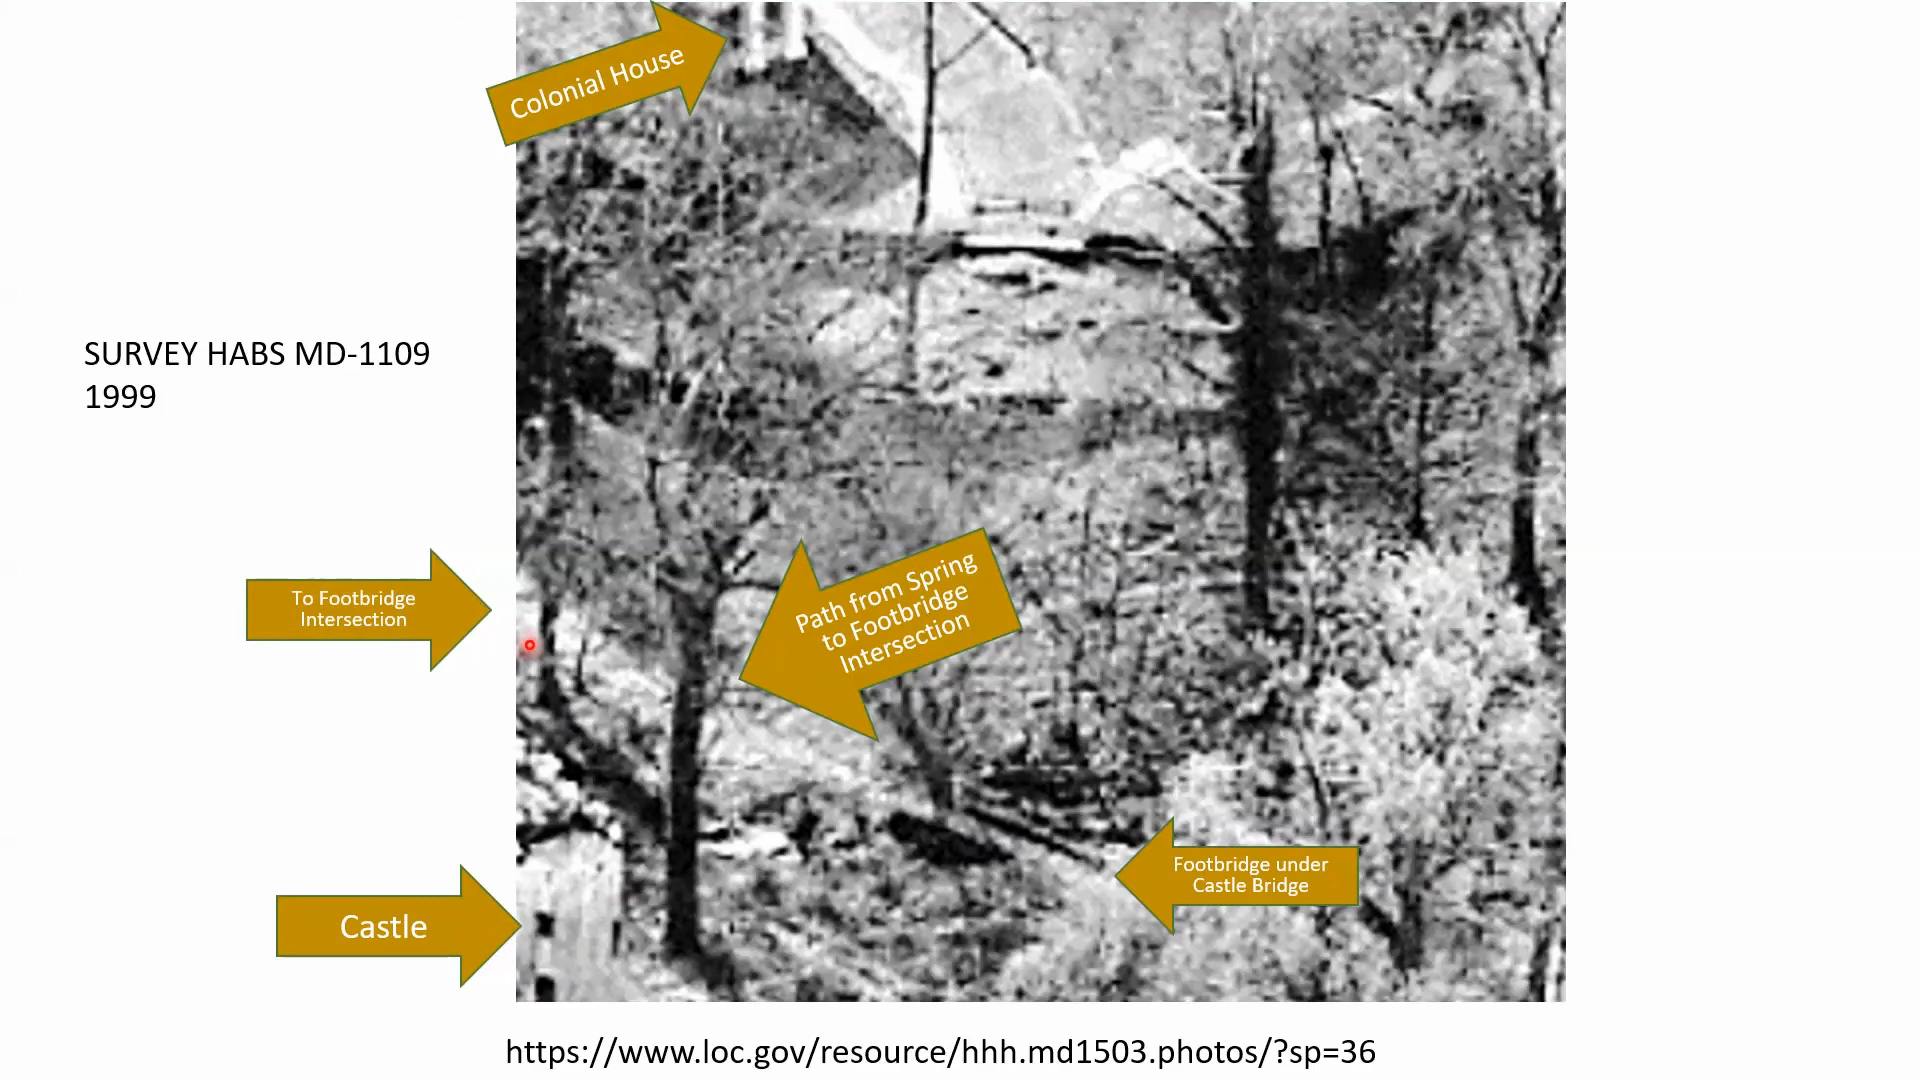 Colonial House
SURVEY HABS MD-1109
1999
To Footbridge
Intersection
Path from Spring
to Footbridge
Intersection
Footbridge under
Castle Bridge
Castle
https://www.loc.gov/resource/hhh.md1503.photos/?sp=36